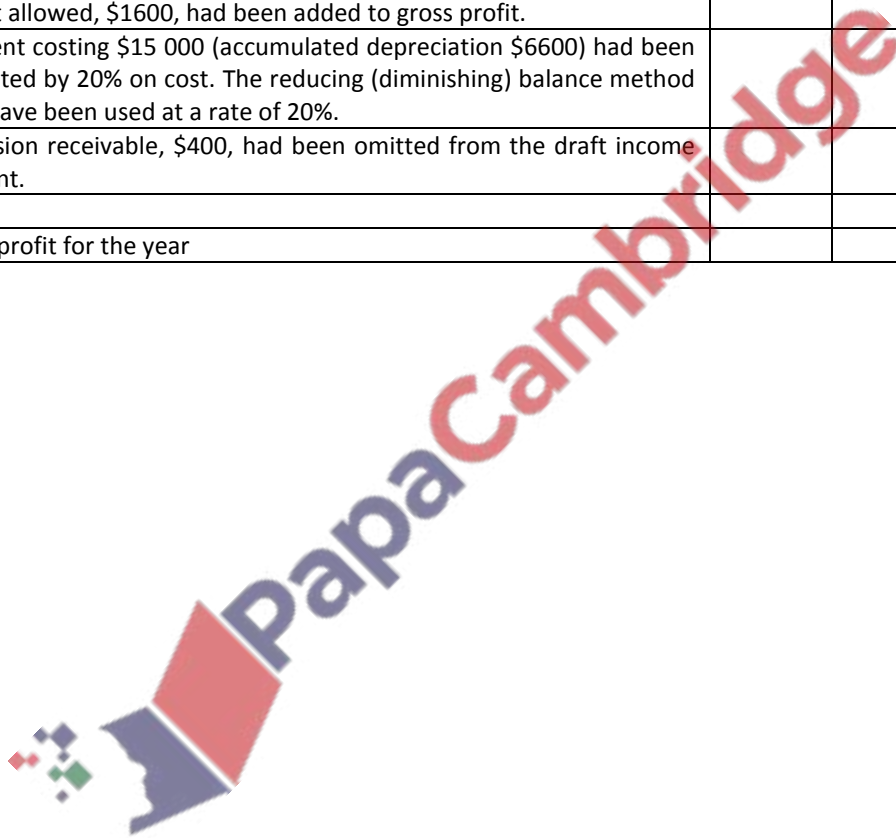 t allowed, $1600, had been added to gross profit.
ent costing $15 000 (accumulated depreciation $6600) had been
ted by 20% on cost. The reducing (diminishing) balance method
ave been used at a rate of 20%.
sion receivable, $400, had been omitted from the draft income
nt.
profit for the year
PapaCambridge